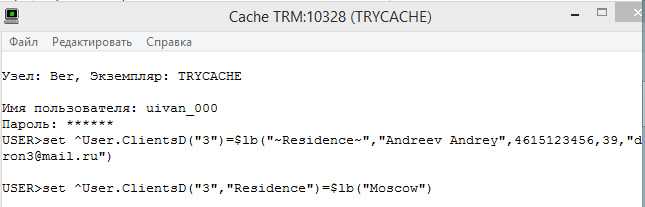 Cache TRM:10328 (TRYCACHE)
Файл Редактировать Справка
Узел: Ber, Экземпляр: TRYCACHE
Имя пользователя: uivan_000
Пароль: ******
USER>set ^User.ClientsD("3")=$lb("~Residence~","Andreev Andrey",4615123456,39,"d
ron3@mail.ru")
USER>set ^User.ClientsD("3","Residence")=$lb("Moscow")